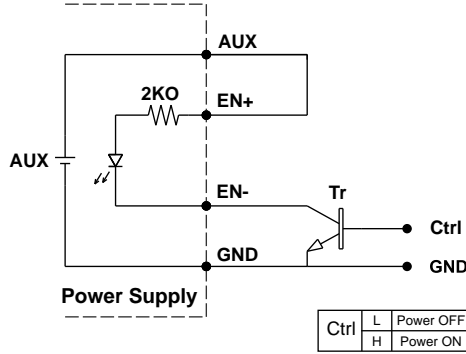 AUX
2KO
EN+
AUX
EN-
Tr
Ctrl
GND
GND
Power Supply
Ctrl L Power OFF
H Power ON